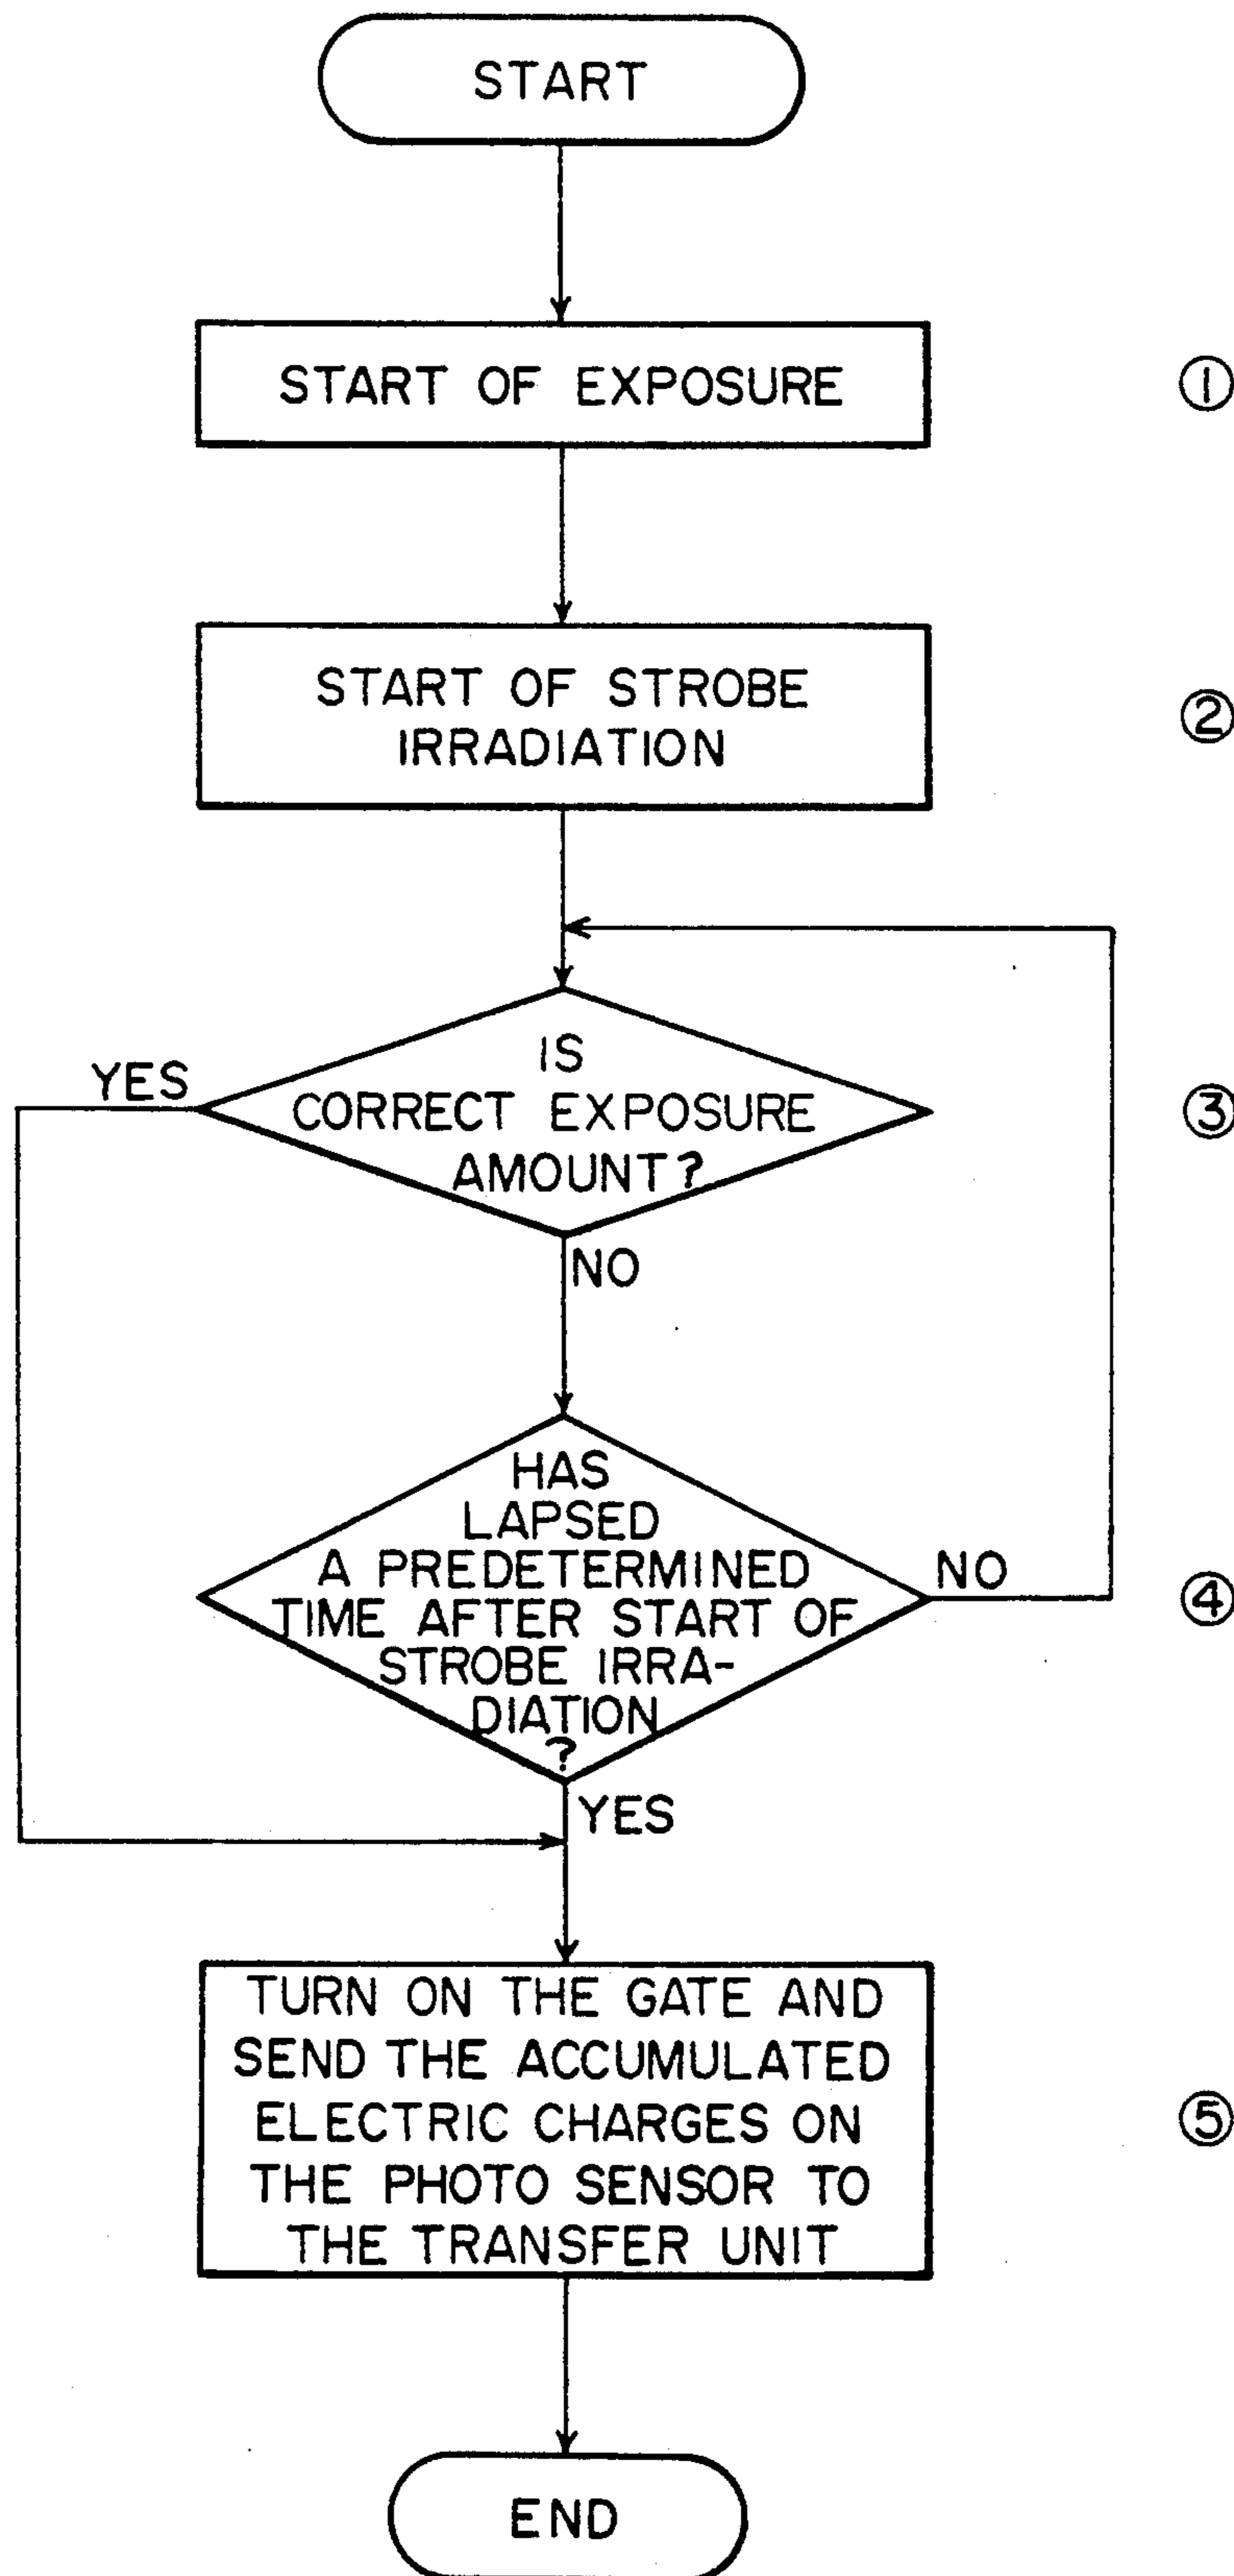 START
START OF EXPOSURE
①
START OF STROBE
IRRADIATION
②
IS
CORRECT EXPOSURE
AMOUNT?
YES
③
NO
HAS
LAPSED
A PREDETERMINED
TIME AFTER START OF
STROBE IRRA-
DIATION
?
NO
④
YES
TURN ON THE GATE AND
SEND THE ACCUMULATED
ELECTRIC CHARGES ON
THE PHOTO SENSOR TO
THE TRANSFER UNIT
⑤
END